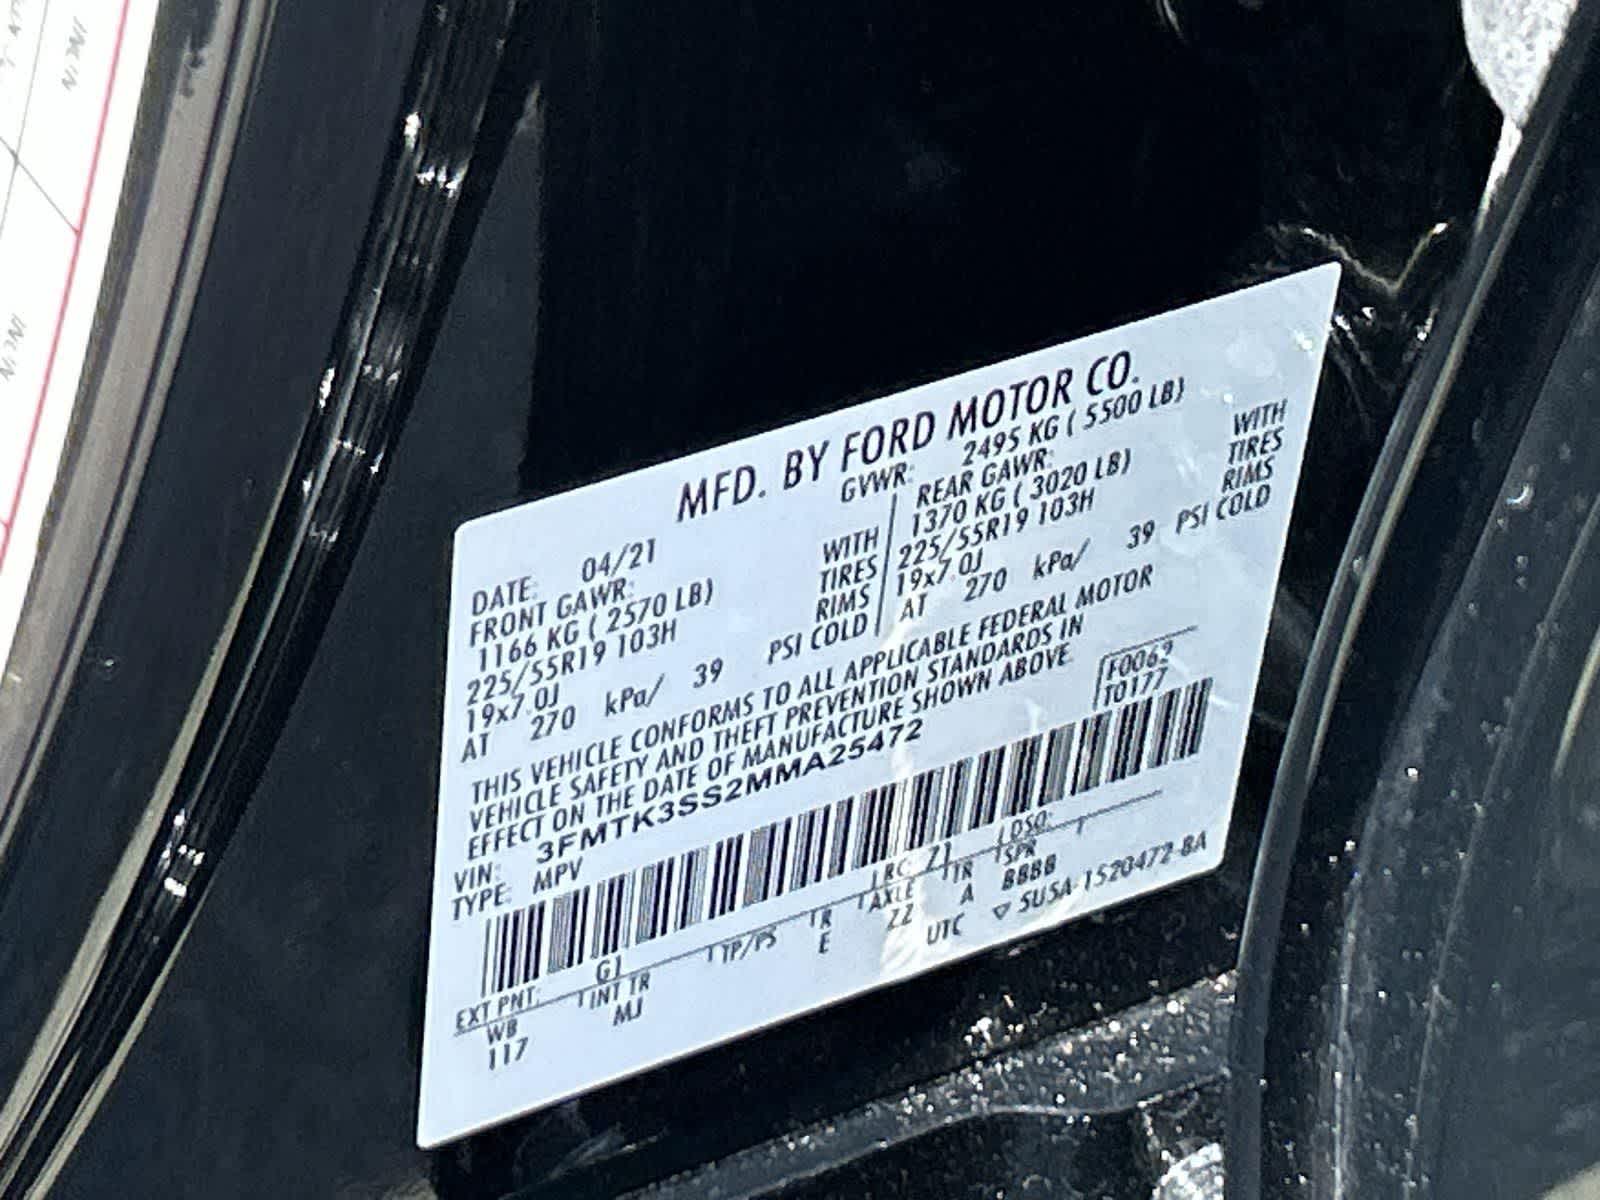 MFD. BY FORD MOTOR CO.
DATE: 04/21 GVWR: 2495 KG ( 5500 LB)
FRONT GAWR: REAR GAWR:
1166 KG ( 2570 LB) WITH 1370 KG ( 3020 LB) WITH
225/55R19 103H TIRES 225/55R19 103H TIRES
19x7.0J RIMS 19x7.0J RIMS
AT 270 kPa/ 39 PSI COLD AT 270 kPa/ 39 PSI COLD
THIS VEHICLE CONFORMS TO ALL APPLICABLE FEDERAL MOTOR
VEHICLE SAFETY AND THEFT PREVENTION STANDARDS IN
EFFECT ON THE DATE OF MANUFACTURE SHOWN ABOVE.
VIN: 3FMTK3SS2MMA25472 F0062
TYPE: MPV T0177
EXT PNT: G1 RC: 71 DSO:
WB INT TR TP/PS R AXLE TR SPR
117 MJ E ZZ A BBBB
UTC ▽ 5U5A-1520472-BA